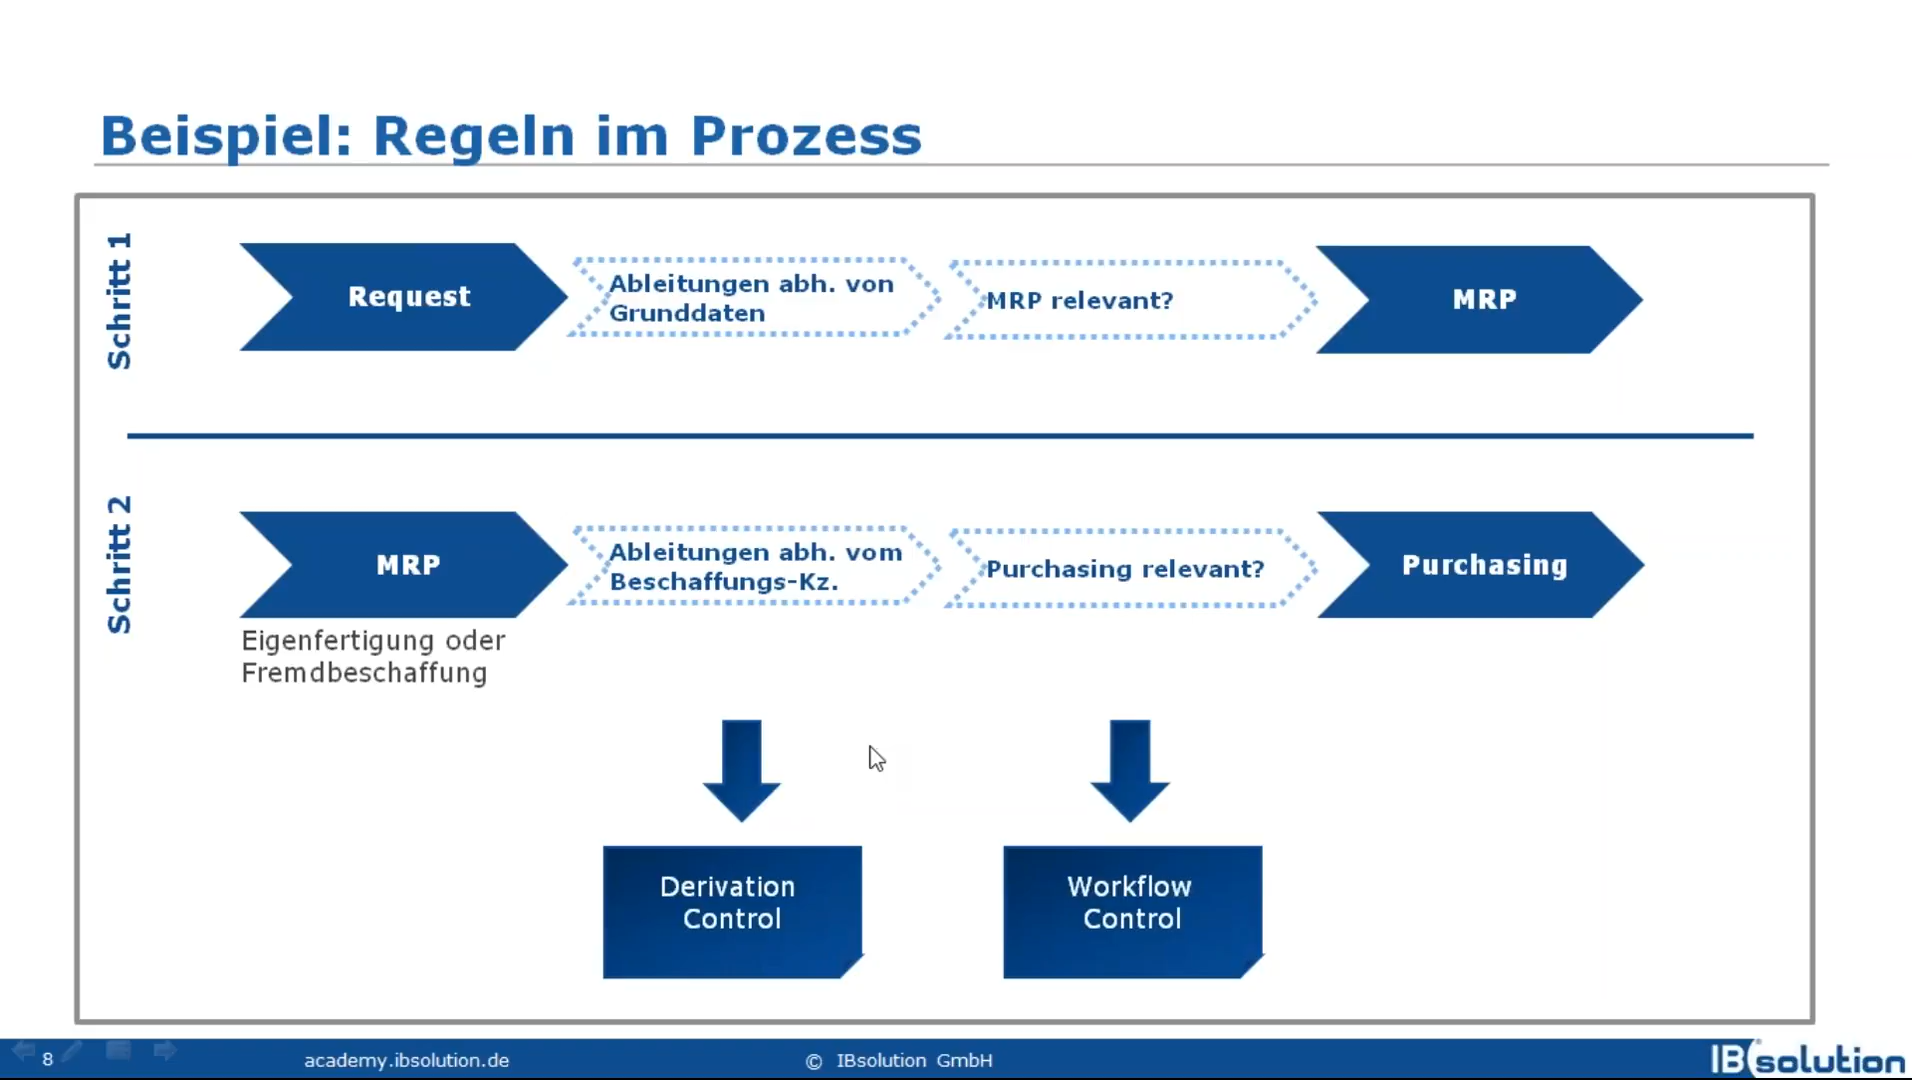 Beispiel: Regeln im Prozess
Schritt 1
Request
Ableitungen abh. von
Grunddaten
MRP relevant?
MRP
Schritt 2
MRP
Ableitungen abh. vom
Beschaffungs-Kz.
Purchasing relevant?
Purchasing
Eigenfertigung oder
Fremdbeschaffung
Derivation
Control
Workflow
Control
8
academy.ibsolution.de
© IBsolution GmbH
IBsolution